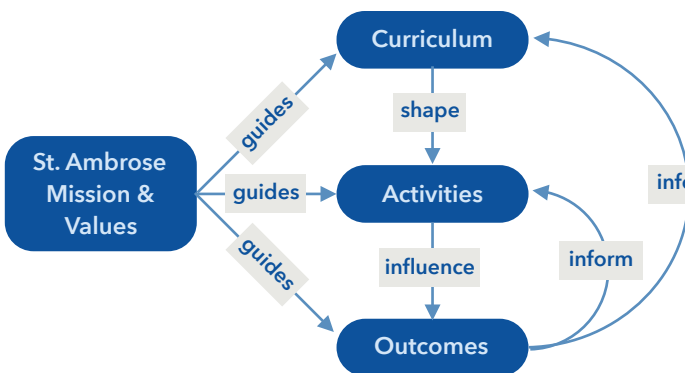 Curriculum
guides
shape
St. Ambrose
Mission &
Values
guides
Activities
guides
influence
inform
Outcomes